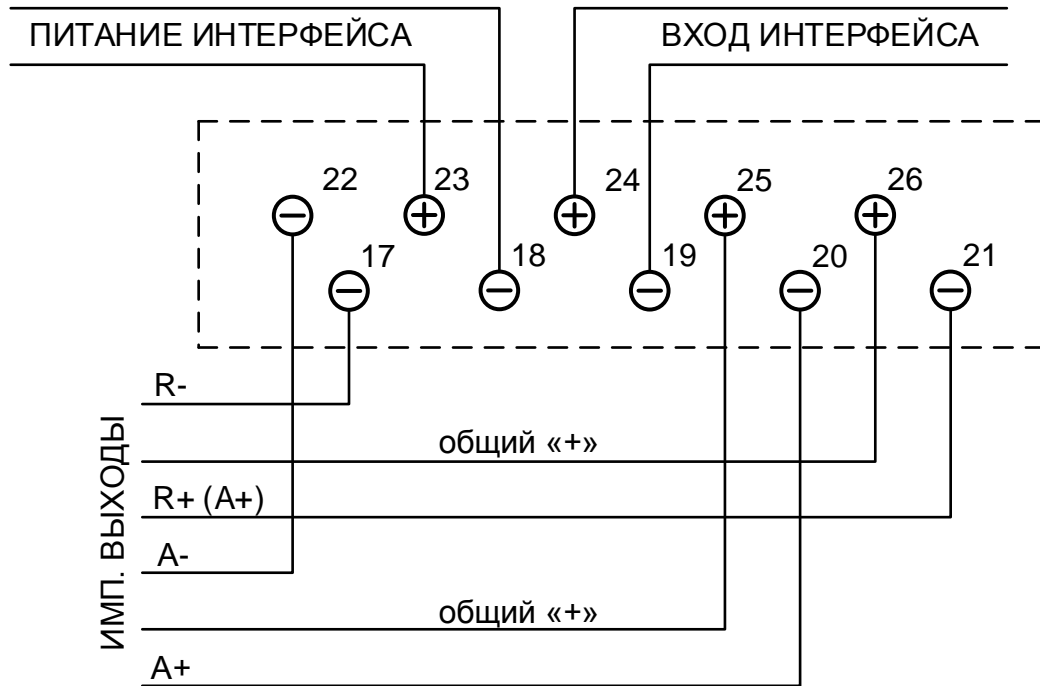 ПИТАНИЕ ИНТЕРФЕЙСА
ВХОД ИНТЕРФЕЙСА
22 23 24 25 26
17 18 19 20 21
ИМП. ВЫХОДЫ
R-
общий «+»
R+ (A+)
A-
общий «+»
A+